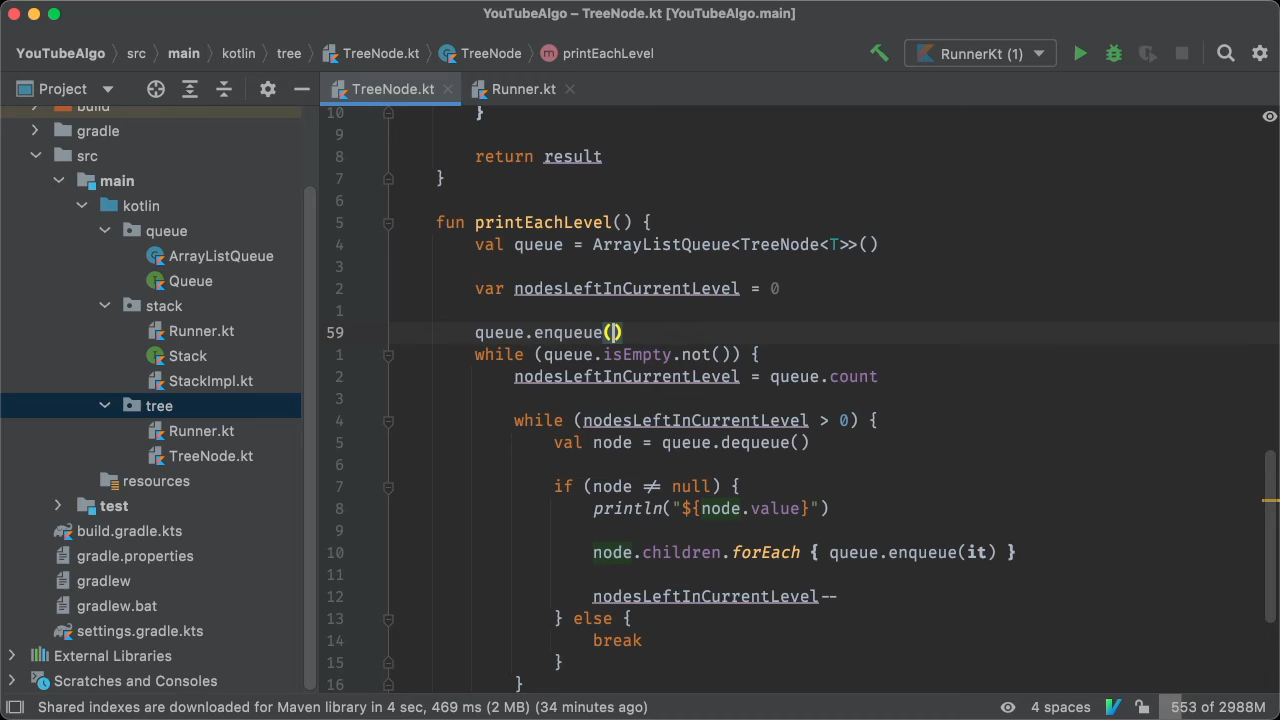 YouTubeAlgo – TreeNode.kt [YouTubeAlgo.main]
YouTubeAlgo src main kotlin tree TreeNode.kt TreeNode m printEachLevel RunnerKt (1)
Project TreeNode.kt Runner.kt
build
gradle
src
main
kotlin
queue
ArrayListQueue
Queue
stack
Runner.kt
Stack
StackImpl.kt
tree
Runner.kt
TreeNode.kt
resources
test
build.gradle.kts
gradle.properties
gradlew
gradlew.bat
settings.gradle.kts
External Libraries
Scratches and Consoles
10 }
9
8 return result
7 }
6
5 fun printEachLevel() {
4 val queue = ArrayListQueue<TreeNode<T>>()
3
2 var nodesLeftInCurrentLevel = 0
1
59 queue.enqueue()
1 while (queue.isEmpty.not()) {
2 nodesLeftInCurrentLevel = queue.count
3
4 while (nodesLeftInCurrentLevel > 0) {
5 val node = queue.dequeue()
6
7 if (node ≠ null) {
8 println("${node.value}")
9
10 node.children.forEach { queue.enqueue(it) }
11
12 nodesLeftInCurrentLevel--
13 } else {
14 break
15 }
16 }
Shared indexes are downloaded for Maven library in 4 sec, 469 ms (2 MB) (34 minutes ago) 4 spaces 553 of 2988M